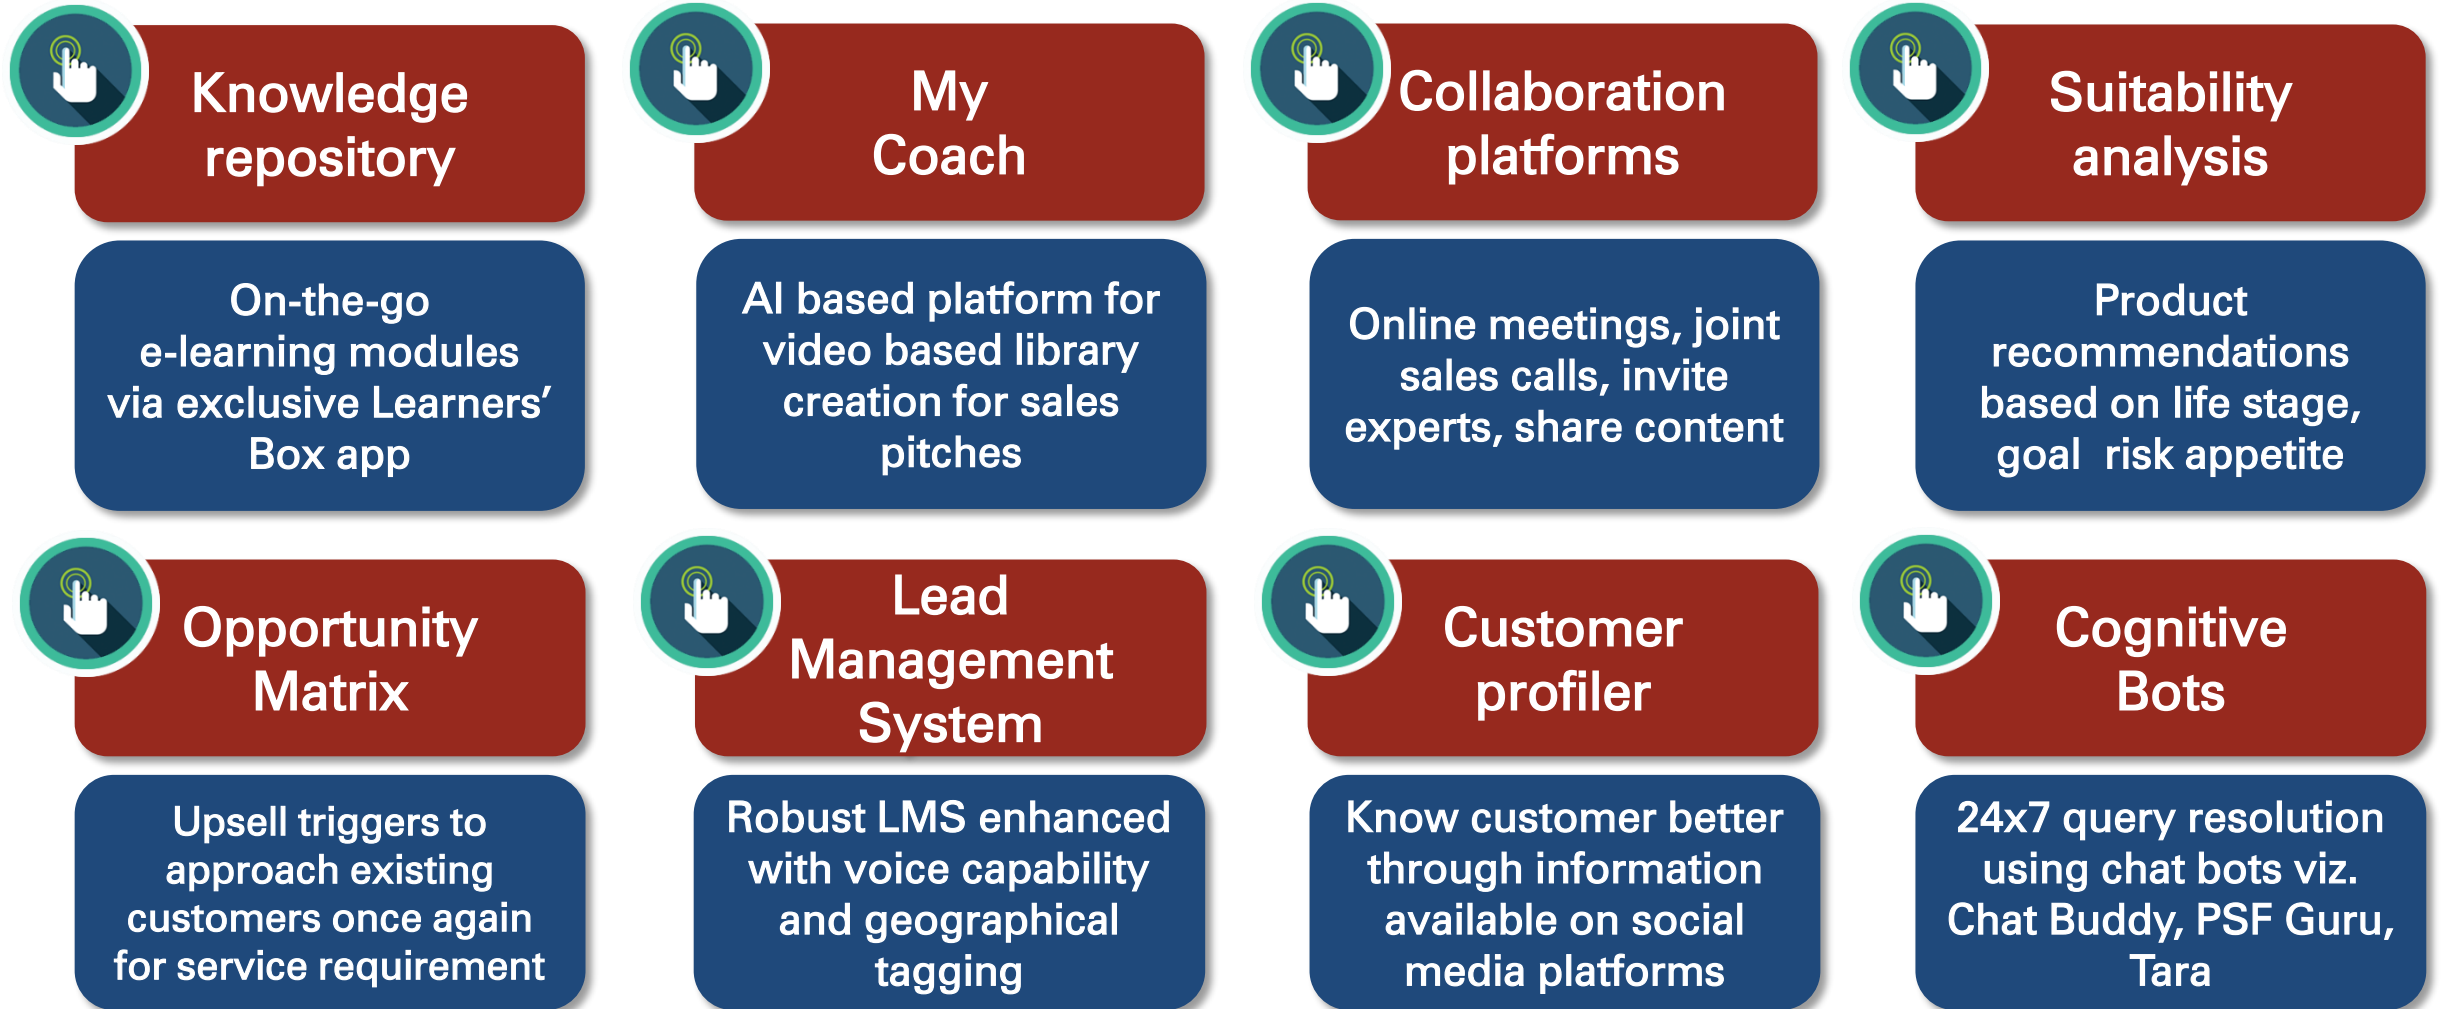 Knowledge
repository
On-the-go
e-learning modules
via exclusive Learners’
Box app
My
Coach
AI based platform for
video based library
creation for sales
pitches
Collaboration
platforms
Online meetings, joint
sales calls, invite
experts, share content
Suitability
analysis
Product
recommendations
based on life stage,
goal  risk appetite
Opportunity
Matrix
Upsell triggers to
approach existing
customers once again
for service requirement
Lead
Management
System
Robust LMS enhanced
with voice capability
and geographical
tagging
Customer
profiler
Know customer better
through information
available on social
media platforms
Cognitive
Bots
24x7 query resolution
using chat bots viz.
Chat Buddy, PSF Guru,
Tara